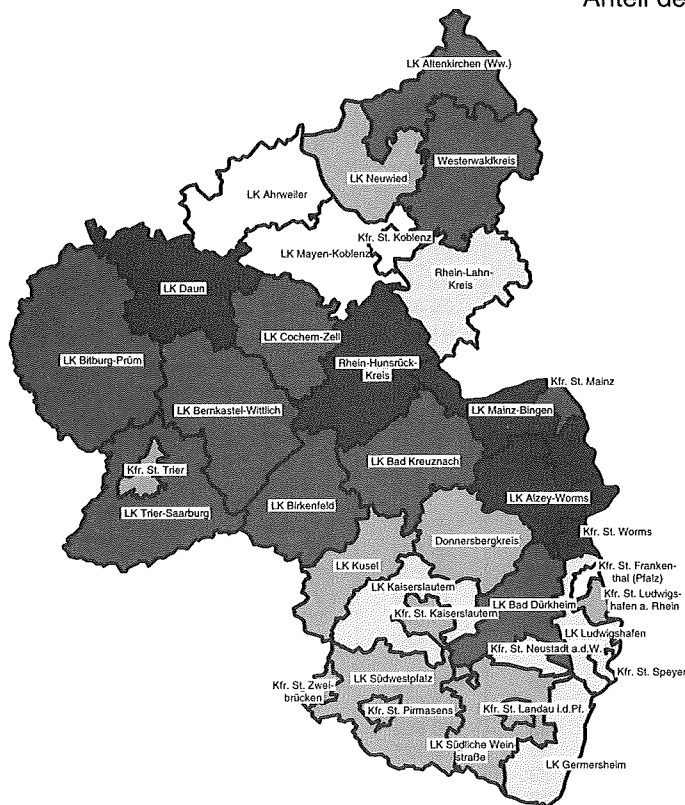 Anteil de
LK Altenkirchen (Ww.)
Westerwaldkreis
LK Neuwied
LK Ahrweiler
Kfr. St. Koblenz
LK Mayen-Koblenz
Rhein-Lahn-
Kreis
LK Daun
LK Cochem-Zell
LK Bitburg-Prüm
Rhein-Hunsrück-
Kreis
Kfr. St. Mainz
LK Bernkastel-Wittlich
LK Mainz-Bingen
Kfr. St. Trier
LK Bad Kreuznach
LK Alzey-Worms
LK Trier-Saarburg
LK Birkenfeld
Kfr. St. Worms
Donnersbergkreis
LK Kusel
Kfr. St. Franken-
thal (Pfalz)
LK Kaiserslautern
Kfr. St. Ludwigs-
hafen a. Rhein
Kfr. St. Kaiserslautern
LK Bad Dürkheim
LK Ludwigshafen
Kfr. St. Neustadt a.d.W.
Kfr. St. Speyer
LK Südwestpfalz
Kfr. St. Zwei-
brücken
Kfr. St. Pirmasens
Kfr. St. Landau i.d.Pf.
LK Südliche Wein-
straße
LK Germersheim